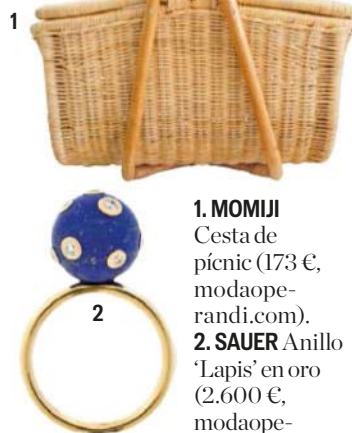 1
2
1. MOMIJI
Cesta de
pícnic (173 €,
modaope-
randi.com).
2. SAUER Anillo
‘Lapis’ en oro
(2.600 €,
modaope-